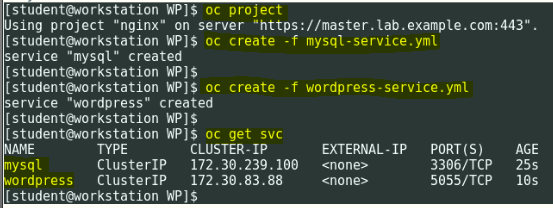 [student@workstation WP]$ oc project
Using project "nginx" on server "https://master.lab.example.com:443".
[student@workstation WP]$ oc create -f mysql-service.yml
service "mysql" created
[student@workstation WP]$
[student@workstation WP]$ oc create -f wordpress-service.yml
service "wordpress" created
[student@workstation WP]$
[student@workstation WP]$ oc get svc
NAME TYPE CLUSTER-IP EXTERNAL-IP PORT(S) AGE
mysql ClusterIP 172.30.239.100 <none> 3306/TCP 25s
wordpress ClusterIP 172.30.83.88 <none> 5055/TCP 10s
[student@workstation WP]$